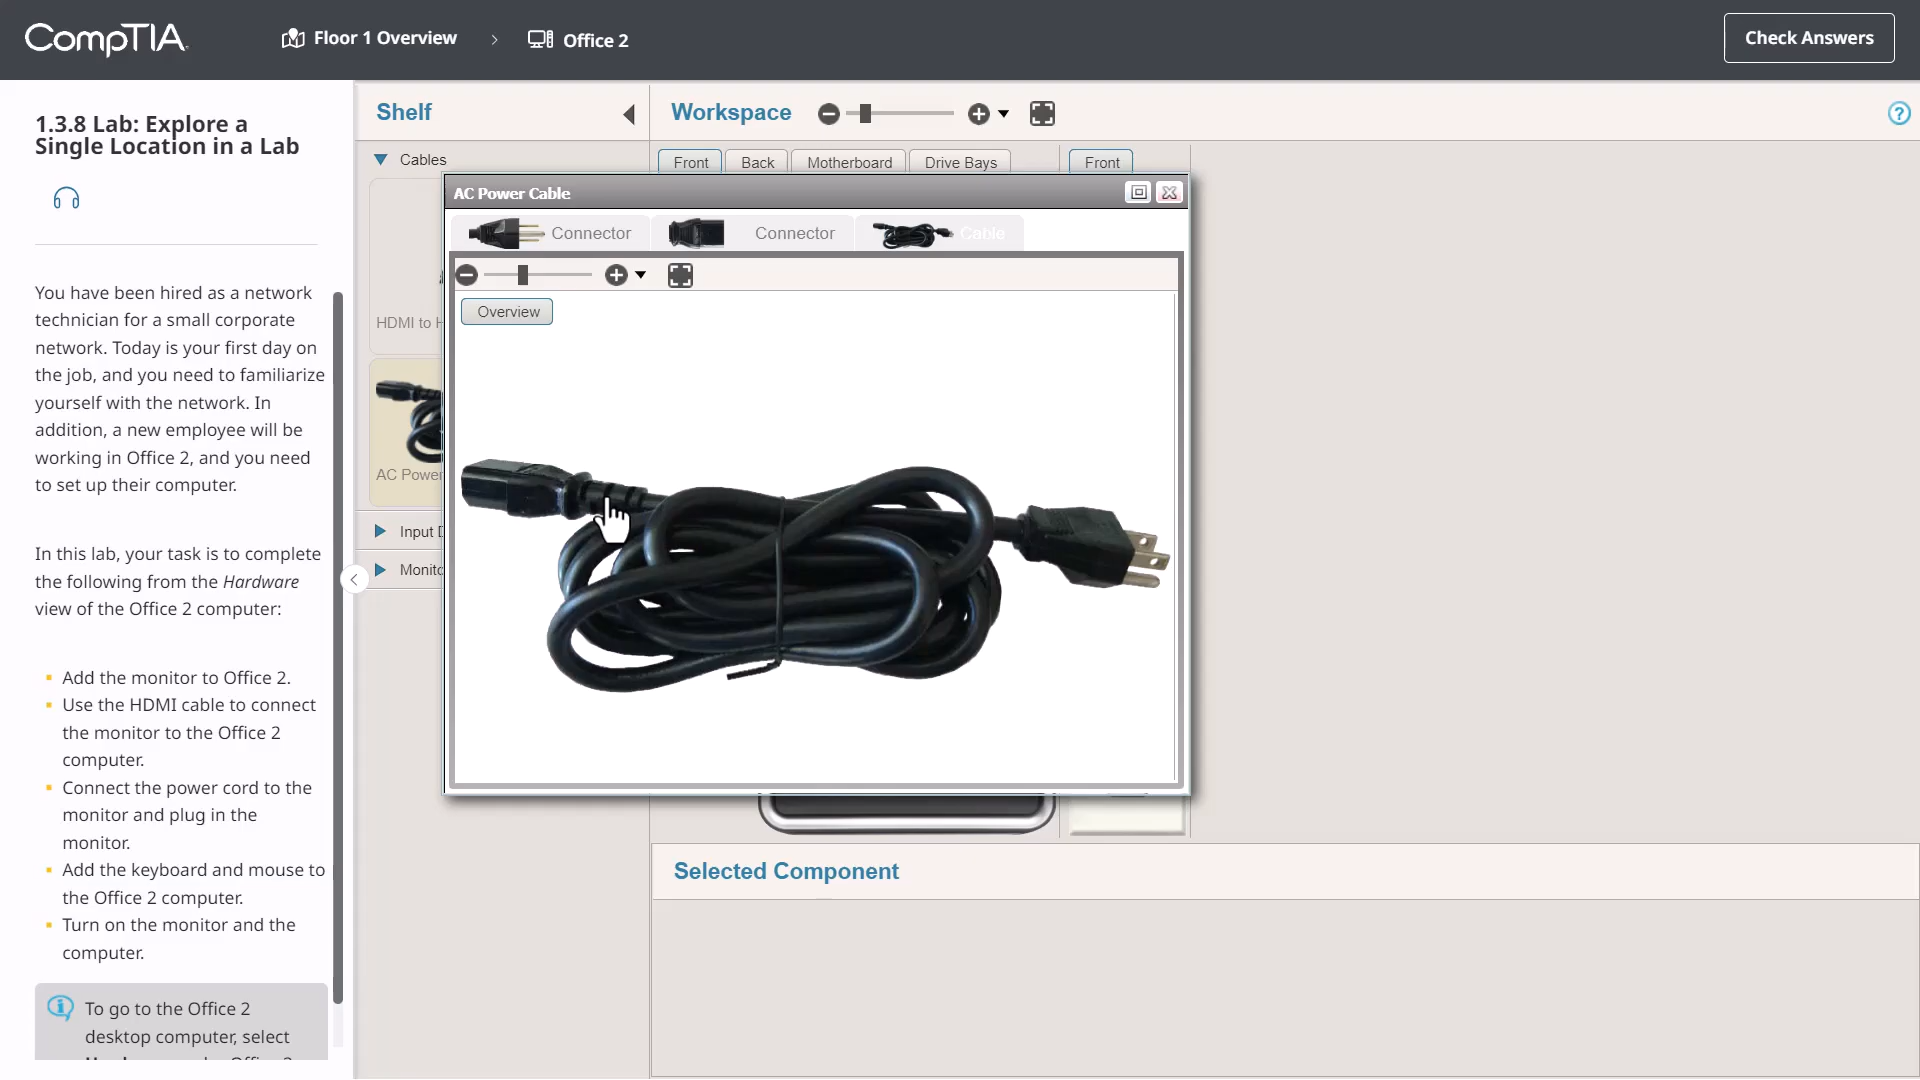 CompTIA
Floor 1 Overview
Office 2
Check Answers
1.3.8 Lab: Explore a
Single Location in a Lab
You have been hired as a network
technician for a small corporate
network. Today is your first day on
the job, and you need to familiarize
yourself with the network. In
addition, a new employee will be
working in Office 2, and you need
to set up their computer.
In this lab, your task is to complete
the following from the Hardware
view of the Office 2 computer:
Add the monitor to Office 2.
Use the HDMI cable to connect
the monitor to the Office 2
computer.
Connect the power cord to the
monitor and plug in the
monitor.
Add the keyboard and mouse to
the Office 2 computer.
Turn on the monitor and the
computer.
To go to the Office 2
desktop computer, select
Shelf
Cables
HDMI to H
AC Power
Input D
Monito
Workspace
Front
Back
Motherboard
Drive Bays
Front
AC Power Cable
Connector
Connector
Cable
Overview
Selected Component